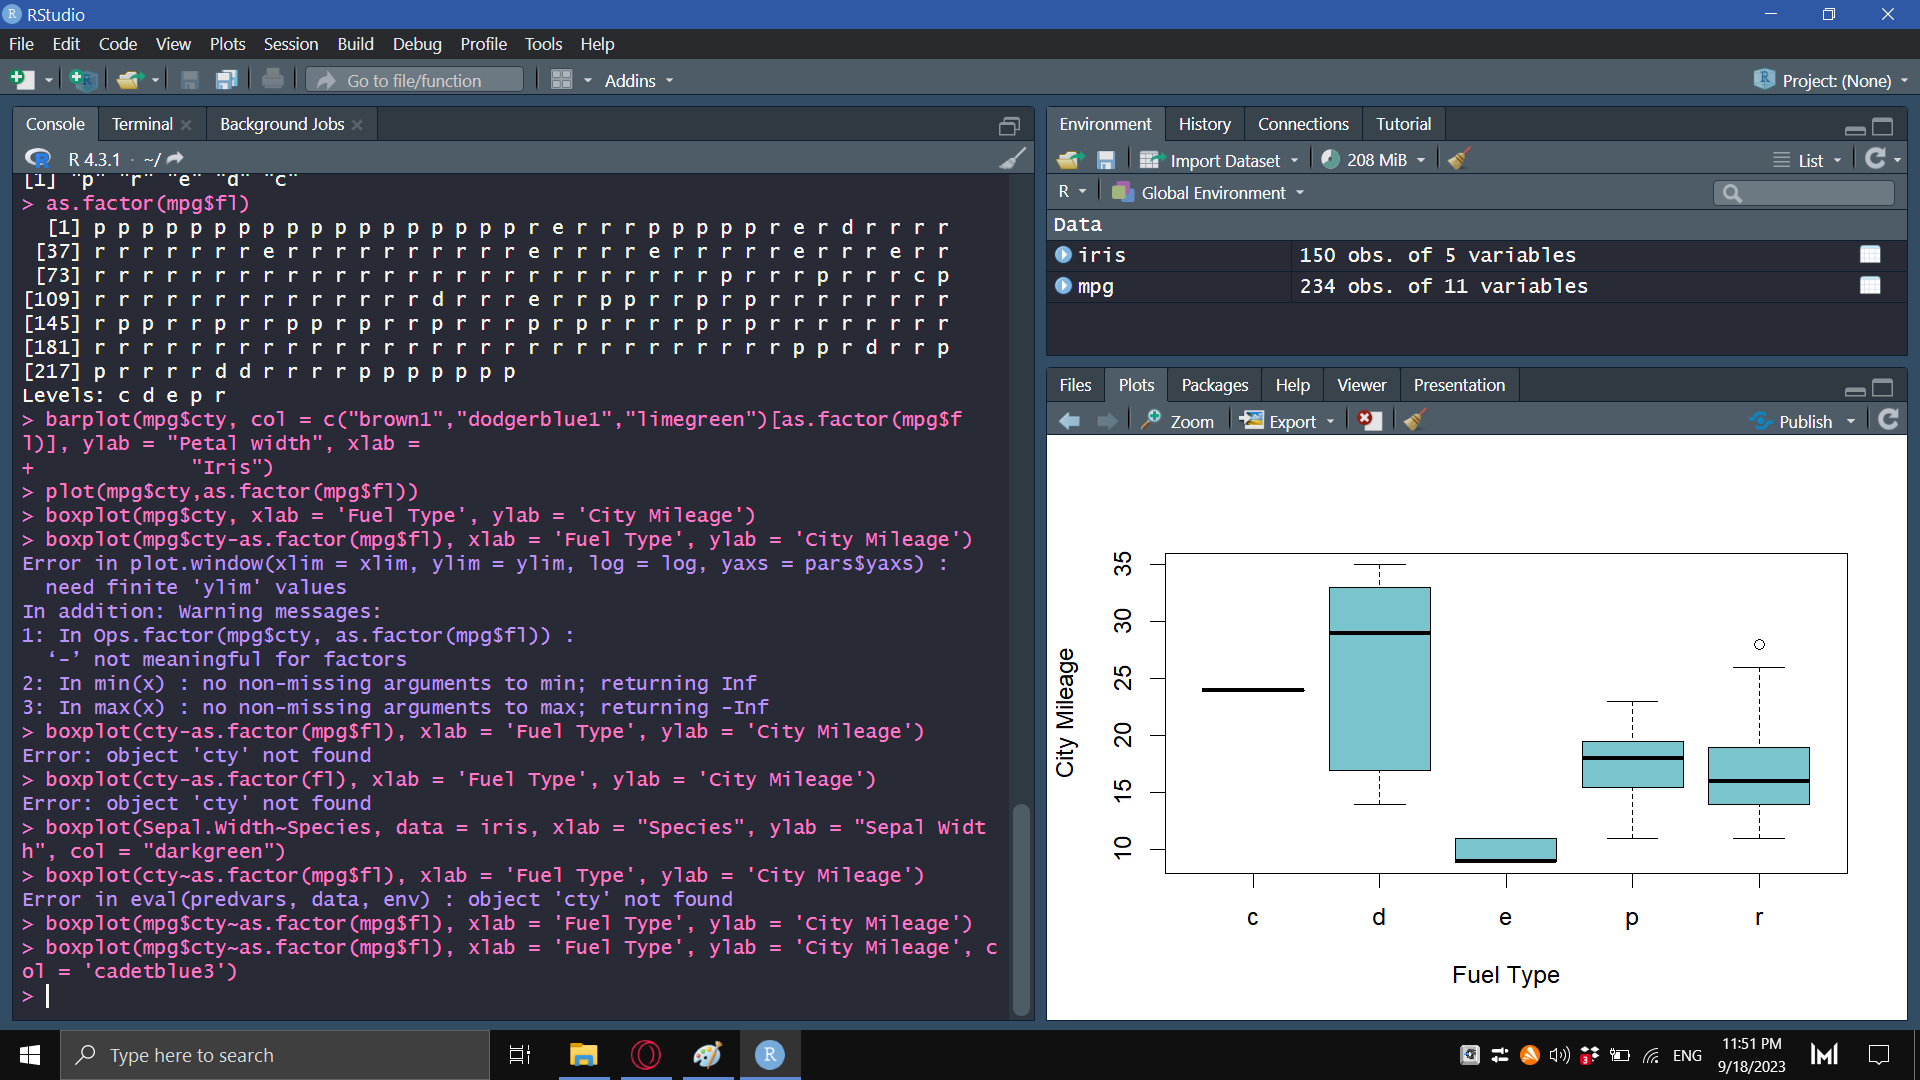 RStudio
File Edit Code View Plots Session Build Debug Profile Tools Help
Go to file/function Addins Project: (None)
Console Terminal Background Jobs
R 4.3.1 · ~/
[1] "p" "r" "e" "d" "c"
> as.factor(mpg$fl)
[1] p p p p p p p p p p p p p p p p p p r e r r r p p p p p r e r d r r r r
[37] r r r r r r r e r r r r r r r r r r e r r r r e r r r r r e r r r e r r
[73] r r r r r r r r r r r r r r r r r r r r r r r r r r p r r r p r r r c p
[109] r r r r r r r r r r r r r r d r r r e r r p p r r p r p r r r r r r r r
[145] r p p r r p r r p p r p r r p r r r p r p r r r r p r p r r r r r r r r
[181] r r r r r r r r r r r r r r r r r r r r r r r r r r r r r p p r d r r p
[217] p r r r r d d r r r r p p p p p p p
Levels: c d e p r
> barplot(mpg$cty, col = c("brown1","dodgerblue1","limegreen")[as.factor(mpg$f
l)], ylab = "Petal width", xlab =
+ "Iris")
> plot(mpg$cty,as.factor(mpg$fl))
> boxplot(mpg$cty, xlab = 'Fuel Type', ylab = 'City Mileage')
> boxplot(mpg$cty-as.factor(mpg$fl), xlab = 'Fuel Type', ylab = 'City Mileage')
Error in plot.window(xlim = xlim, ylim = ylim, log = log, yaxs = pars$yaxs) :
need finite 'ylim' values
In addition: Warning messages:
1: In Ops.factor(mpg$cty, as.factor(mpg$fl)) :
‘-’ not meaningful for factors
2: In min(x) : no non-missing arguments to min; returning Inf
3: In max(x) : no non-missing arguments to max; returning -Inf
> boxplot(cty-as.factor(mpg$fl), xlab = 'Fuel Type', ylab = 'City Mileage')
Error: object 'cty' not found
> boxplot(cty-as.factor(fl), xlab = 'Fuel Type', ylab = 'City Mileage')
Error: object 'cty' not found
> boxplot(Sepal.Width~Species, data = iris, xlab = "Species", ylab = "Sepal Widt
h", col = "darkgreen")
> boxplot(cty~as.factor(mpg$fl), xlab = 'Fuel Type', ylab = 'City Mileage')
Error in eval(predvars, data, env) : object 'cty' not found
> boxplot(mpg$cty~as.factor(mpg$fl), xlab = 'Fuel Type', ylab = 'City Mileage')
> boxplot(mpg$cty~as.factor(mpg$fl), xlab = 'Fuel Type', ylab = 'City Mileage', c
ol = 'cadetblue3')
>
Environment History Connections Tutorial
Import Dataset 208 MiB List
R Global Environment
Data
iris 150 obs. of 5 variables
mpg 234 obs. of 11 variables
Files Plots Packages Help Viewer Presentation
Zoom Export Publish
City Mileage
35
30
25
20
15
10
c d e p r
Fuel Type
Type here to search
R
3
ENG
11:51 PM
9/18/2023